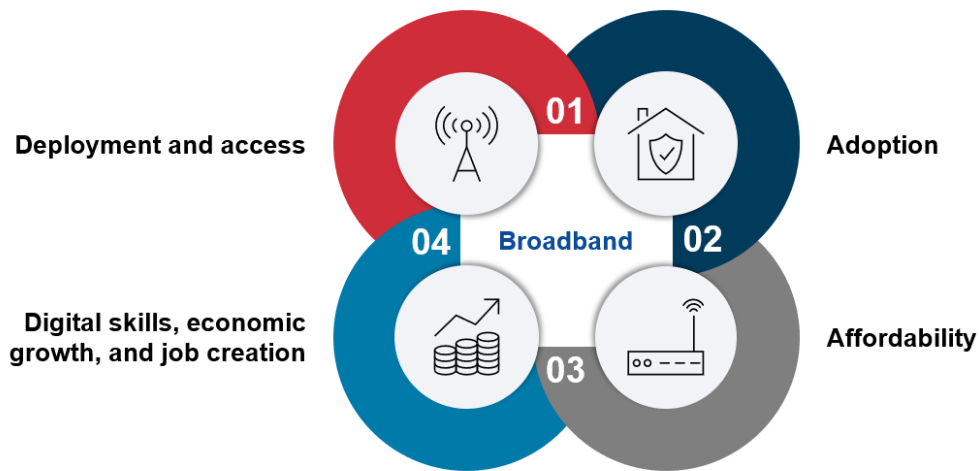 Deployment and access
01
Adoption
04
Broadband
02
Digital skills, economic
growth, and job creation
03
Affordability